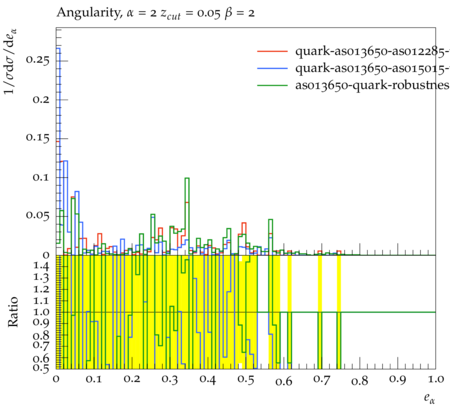 Angularity, α = 2 z_cut = 0.05 β = 2
1/σdσ/de_α
quark-as013650-as012285-
quark-as013650-as015015-
as013650-quark-robustnes
0.25
0.2
0.15
0.1
0.05
0
Ratio
1.4
1.3
1.2
1.1
1.0
0.9
0.8
0.7
0.6
0.5
0 0.1 0.2 0.3 0.4 0.5 0.6 0.7 0.8 0.9 1.0
e_α